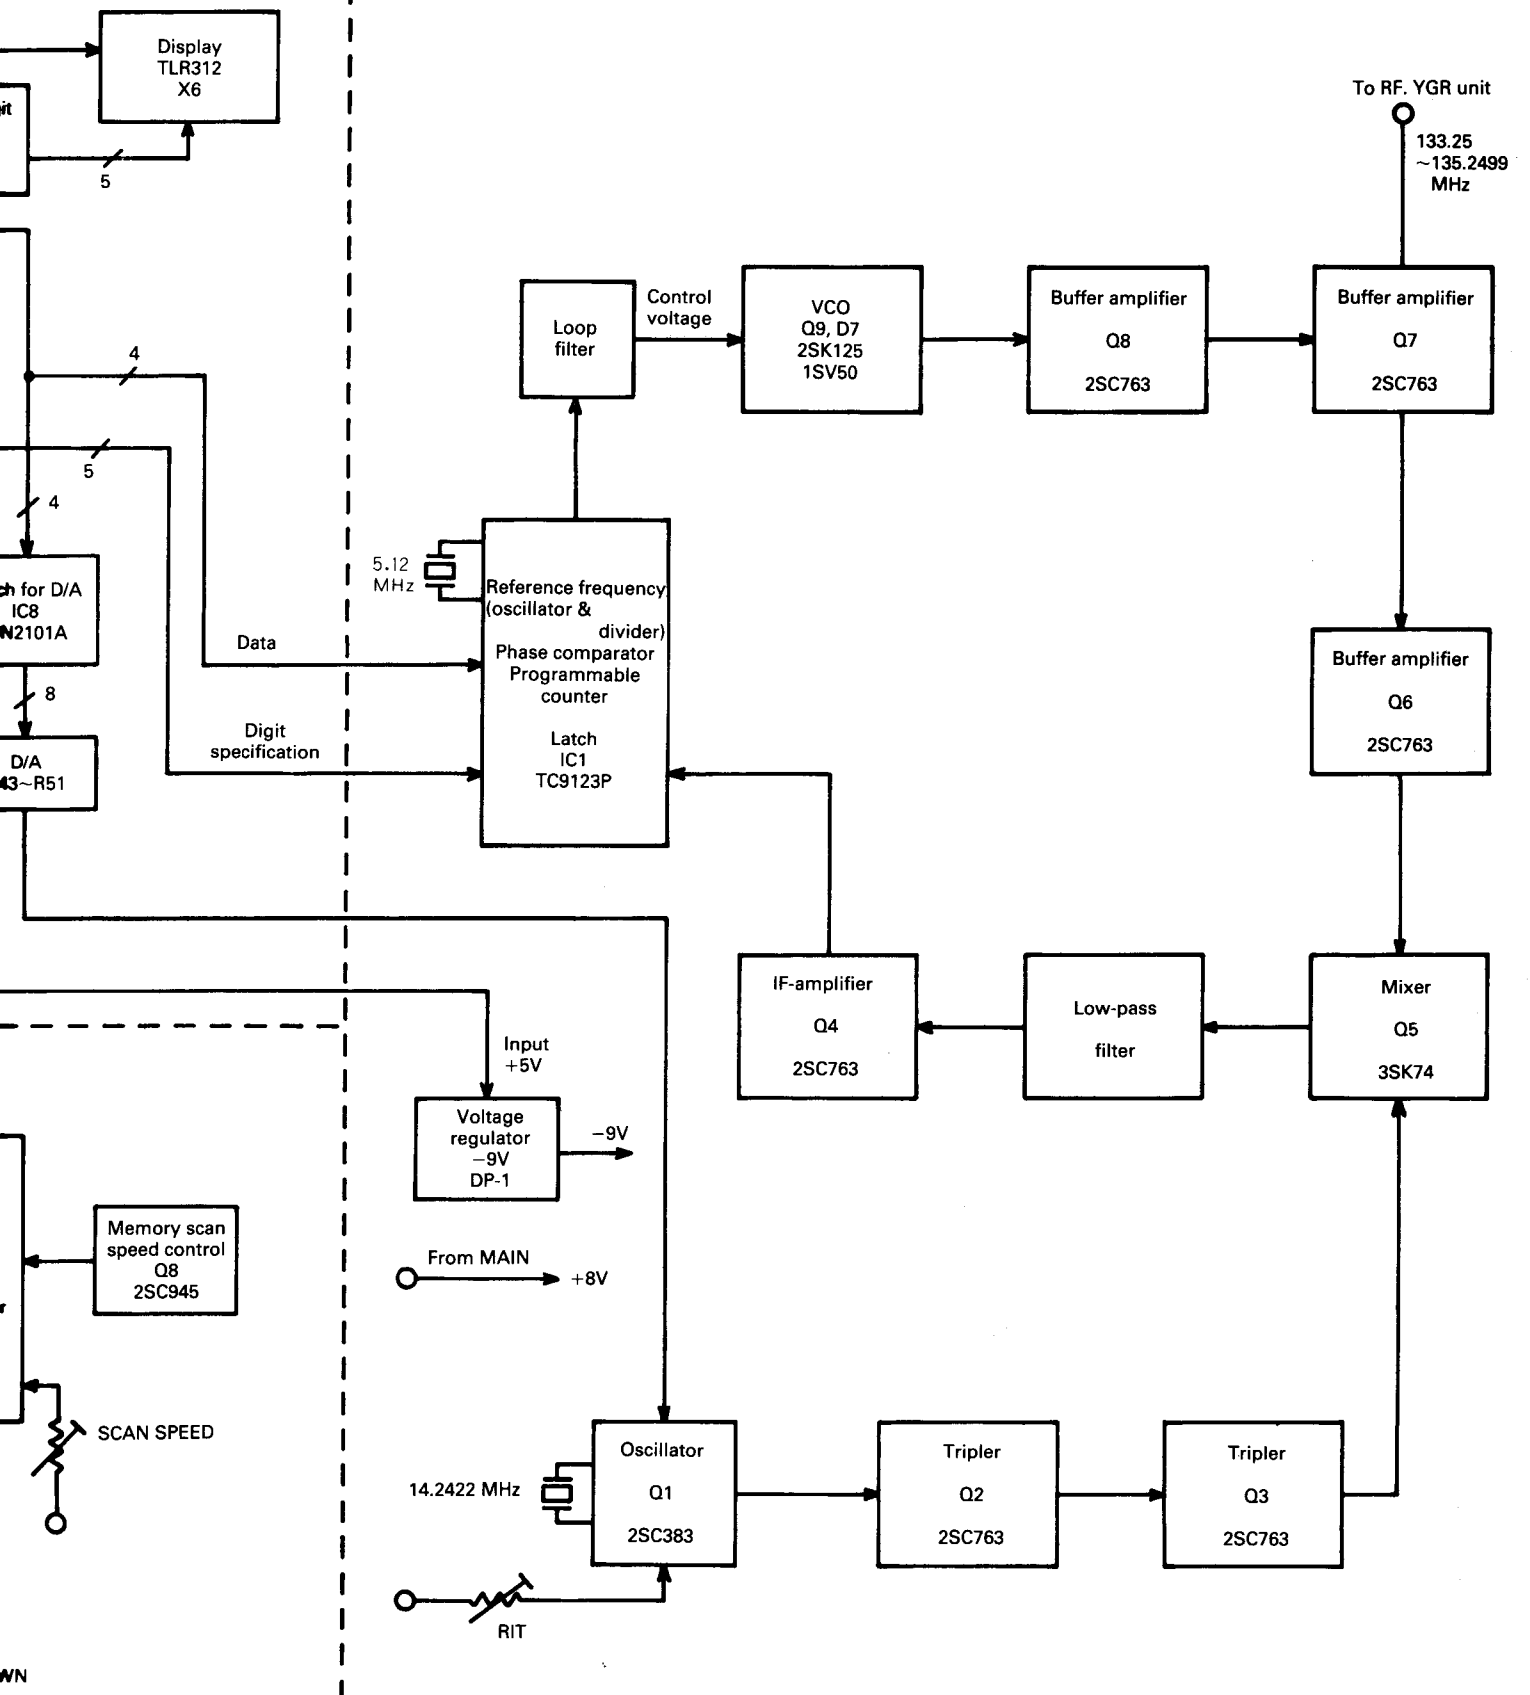 Display
TLR312
X6
5
To RF. YGR unit
133.25
~135.2499
MHz
4
5
4
Loop
filter
Control
voltage
VCO
Q9, D7
2SK125
1SV50
Buffer amplifier
Q8
2SC763
Buffer amplifier
Q7
2SC763
5.12
MHz
Reference frequency
(oscillator &
divider)
Phase comparator
Programmable
counter
Latch
IC1
TC9123P
for D/A
IC8
N2101A
8
D/A
43~R51
Data
Digit
specification
Buffer amplifier
Q6
2SC763
IF-amplifier
Q4
2SC763
Low-pass
filter
Mixer
Q5
3SK74
Input
+5V
Voltage
regulator
−9V
DP-1
−9V
From MAIN
+8V
Memory scan
speed control
Q8
2SC945
SCAN SPEED
14.2422 MHz
Oscillator
Q1
2SC383
Tripler
Q2
2SC763
Tripler
Q3
2SC763
RIT